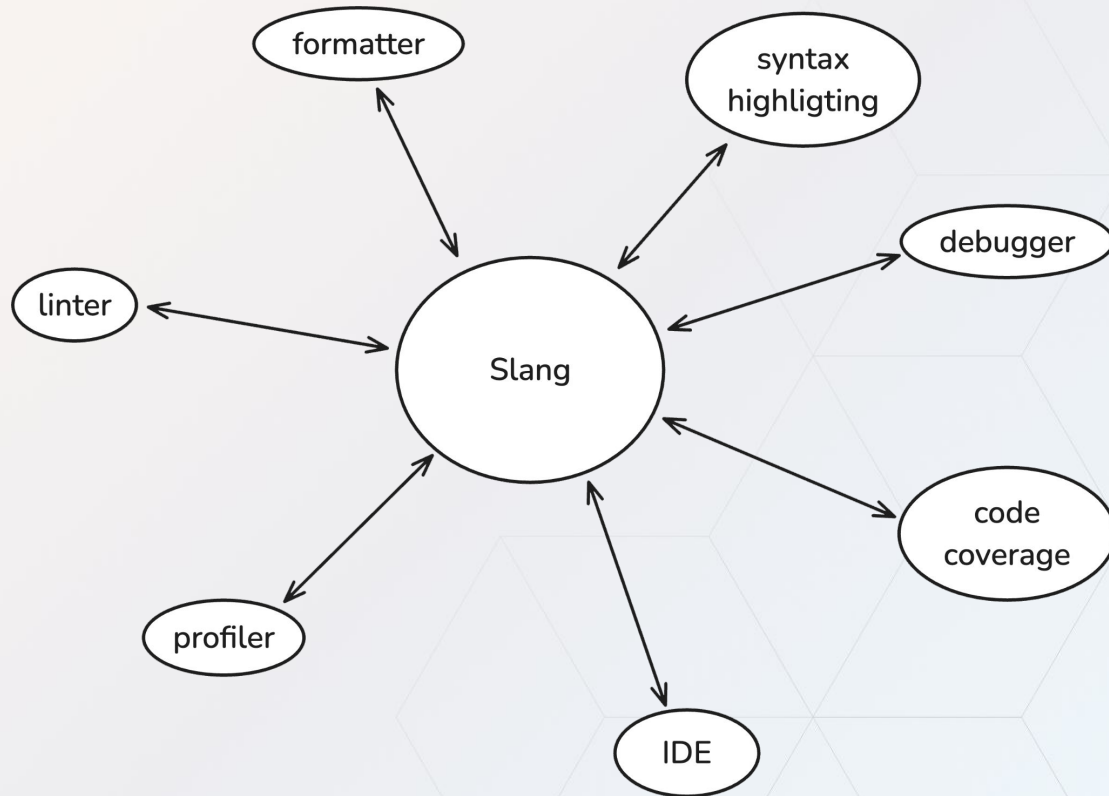 formatter
syntax
highligting
debugger
linter
Slang
code
coverage
profiler
IDE